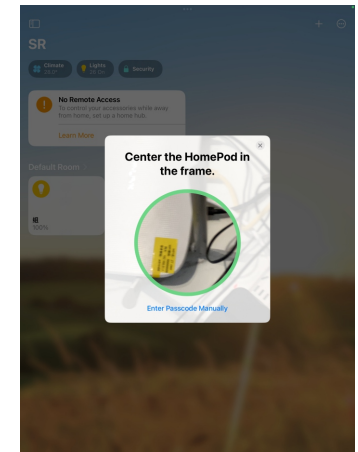 SR
Climate
Lights
Security
No Remote Access
To control your accessories while away
from home, set up a home hub.
Learn More
Default Room
100%
Center the HomePod in
the frame.
Enter Passcode Manually